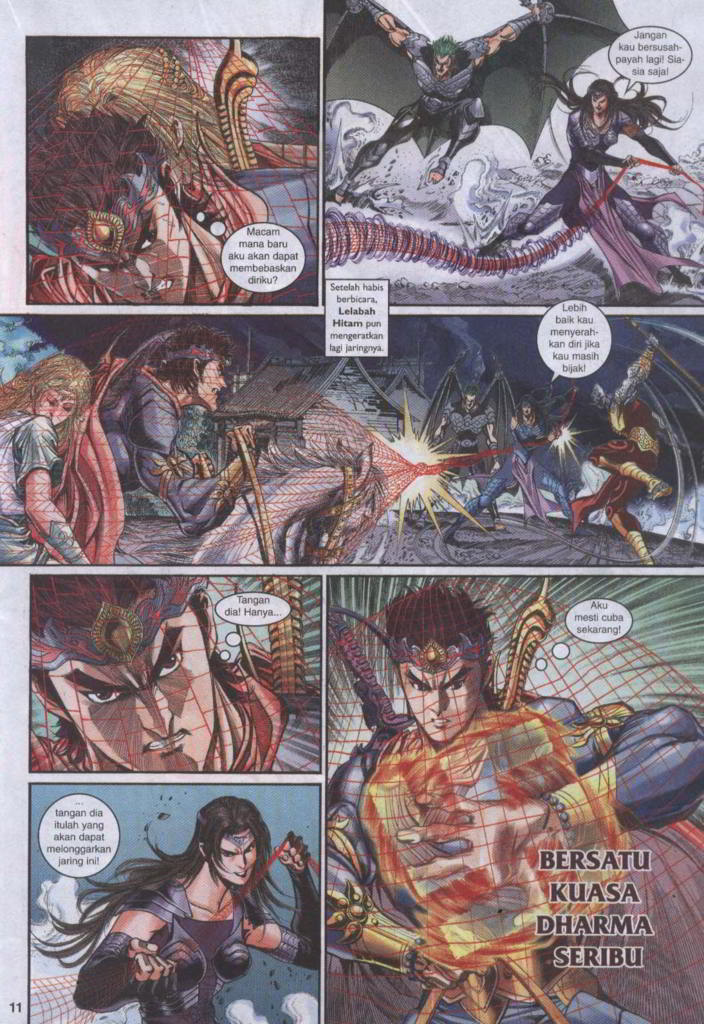 Macam
mana baru
aku akan dapat
membebaskan
diriku?
Jangan
kau bersusah-
payah lagi! Sia-
sia saja!
Setelah habis
berbicara,
Lelabah
Hitam pun
mengeratkan
lagi jaringnya.
Lebih
baik kau
menyerah-
kan diri jika
kau masih
bijak!
Tangan
dia! Hanya...
...
tangan dia
itulah yang
akan dapat
melonggarkan
jaring ini!
Aku
mesti cuba
sekarang!
BERSATU
KUASA
DHARMA
SERIBU
11